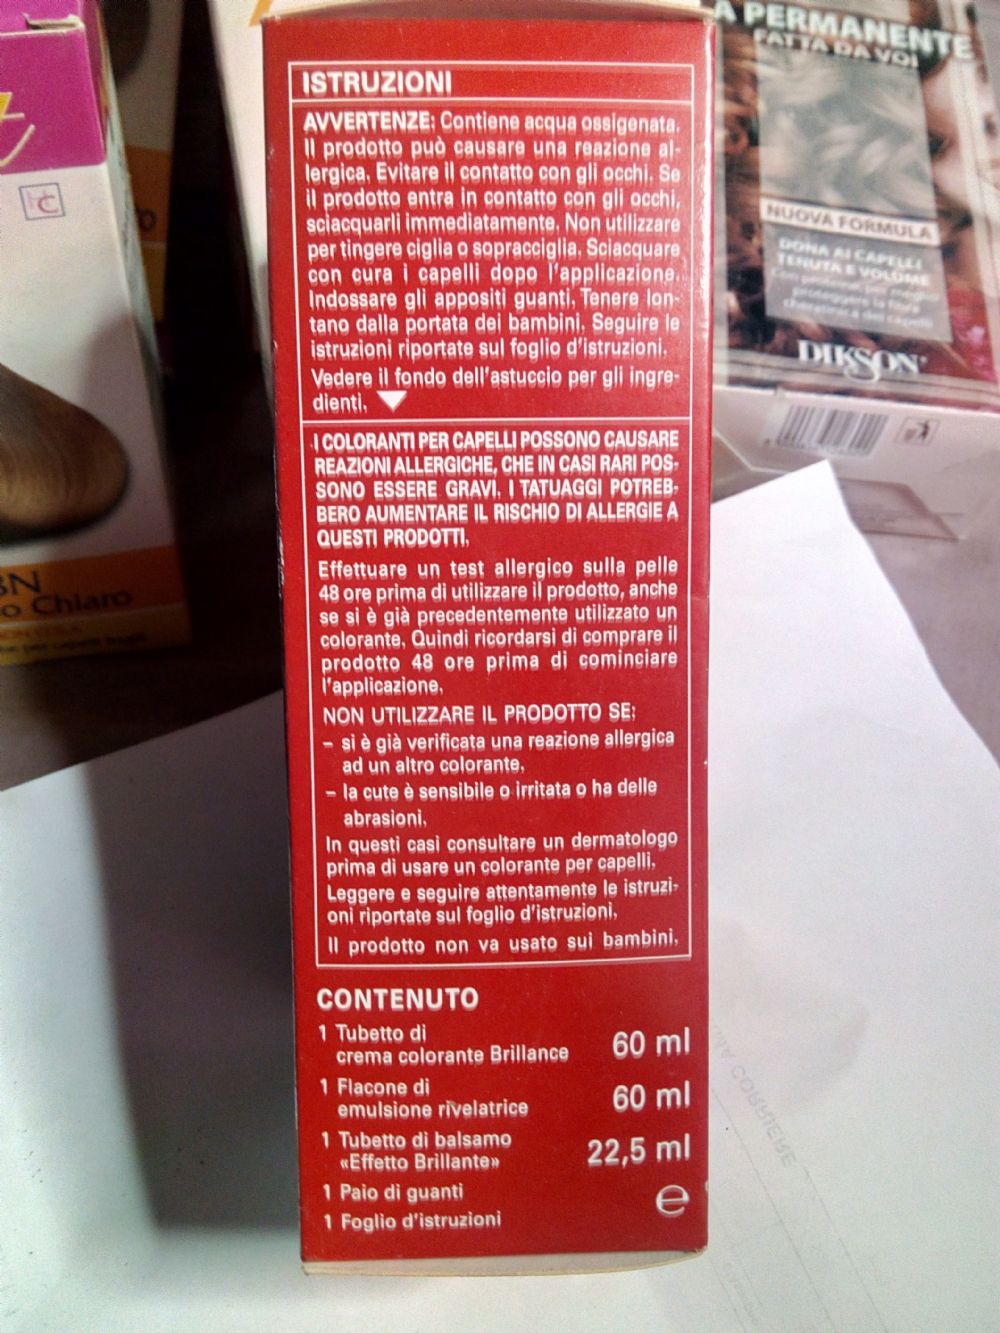 ISTRUZIONI
AVVERTENZE: Contiene acqua ossigenata.
Il prodotto può causare una reazione al-
lergica. Evitare il contatto con gli occhi. Se
il prodotto entra in contatto con gli occhi,
sciacquarli immediatamente. Non utilizzare
per tingere ciglia o sopracciglia. Sciacquare
con cura i capelli dopo l'applicazione.
Indossare gli appositi guanti. Tenere lon-
tano dalla portata dei bambini. Seguire le
istruzioni riportate sul foglio d'istruzioni.
Vedere il fondo dell'astuccio per gli ingre-
dienti.
I COLORANTI PER CAPELLI POSSONO CAUSARE
REAZIONI ALLERGICHE, CHE IN CASI RARI POS-
SONO ESSERE GRAVI. I TATUAGGI POTREB-
BERO AUMENTARE IL RISCHIO DI ALLERGIE A
QUESTI PRODOTTI.
Effettuare un test allergico sulla pelle
48 ore prima di utilizzare il prodotto, anche
se si è già precedentemente utilizzato un
colorante. Quindi ricordarsi di comprare il
prodotto 48 ore prima di cominciare
l'applicazione.
NON UTILIZZARE IL PRODOTTO SE:
– si è già verificata una reazione allergica
ad un altro colorante,
– la cute è sensibile o irritata o ha delle
abrasioni.
In questi casi consultare un dermatologo
prima di usare un colorante per capelli.
Leggere e seguire attentamente le istruzi-
oni riportate sul foglio d'istruzioni.
Il prodotto non va usato sui bambini.
CONTENUTO
1 Tubetto di
crema colorante Brillance 60 ml
1 Flacone di
emulsione rivelatrice 60 ml
1 Tubetto di balsamo
«Effetto Brillante» 22,5 ml
1 Paio di guanti
1 Foglio d'istruzioni
e
A PERMANENTE
FATTA DA VOI
NUOVA FORMULA
DONA AI CAPELLI
TENUTA E VOLUME
DIKSON
Chiaro
CORRIERE